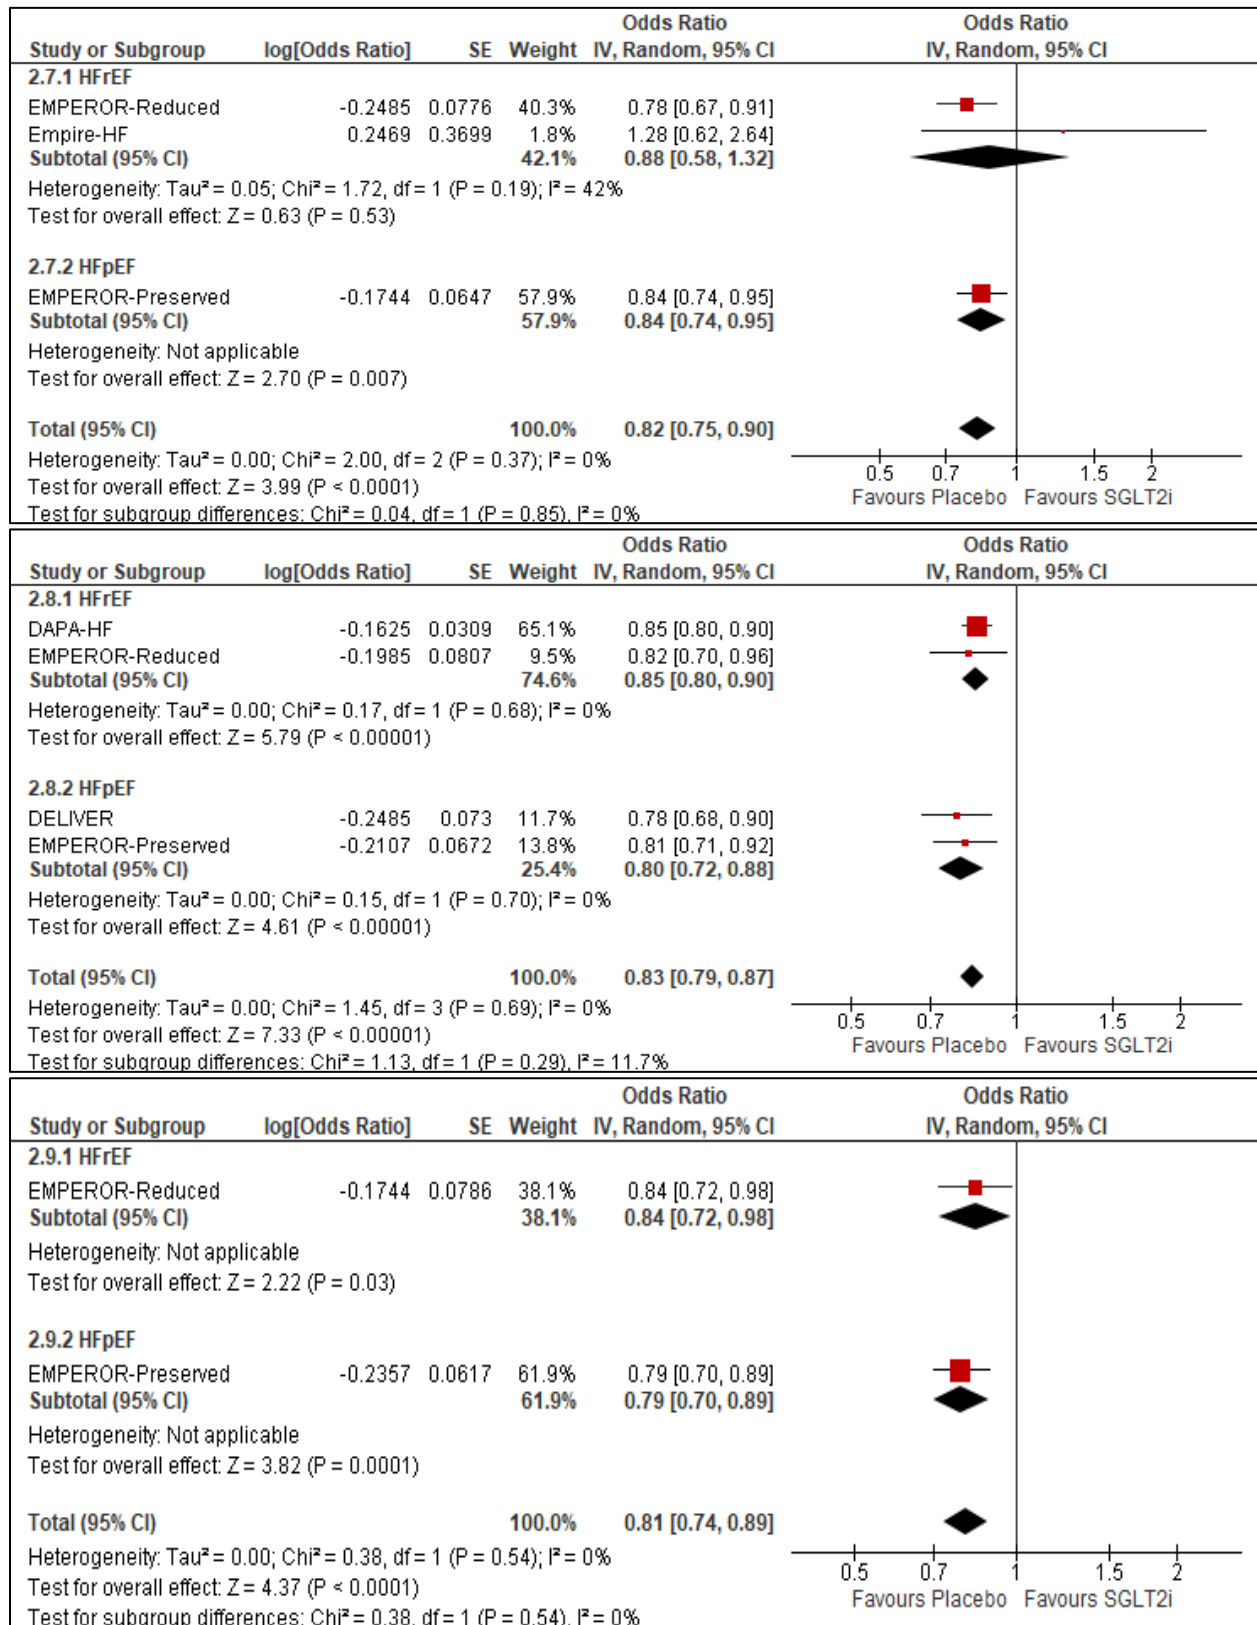 Odds Ratio Odds Ratio
Study or Subgroup log[Odds Ratio] SE Weight IV, Random, 95% CI IV, Random, 95% CI
2.7.1 HFrEF
EMPEROR-Reduced -0.2485 0.0776 40.3% 0.78 [0.67, 0.91]
Empire-HF 0.2469 0.3699 1.8% 1.28 [0.62, 2.64]
Subtotal (95% CI) 42.1% 0.88 [0.58, 1.32]
Heterogeneity: Tau² = 0.05; Chi² = 1.72, df = 1 (P = 0.19); I² = 42%
Test for overall effect: Z = 0.63 (P = 0.53)
2.7.2 HFpEF
EMPEROR-Preserved -0.1744 0.0647 57.9% 0.84 [0.74, 0.95]
Subtotal (95% CI) 57.9% 0.84 [0.74, 0.95]
Heterogeneity: Not applicable
Test for overall effect: Z = 2.70 (P = 0.007)
Total (95% CI) 100.0% 0.82 [0.75, 0.90]
Heterogeneity: Tau² = 0.00; Chi² = 2.00, df = 2 (P = 0.37); I² = 0%
Test for overall effect: Z = 3.99 (P < 0.0001)
Test for subgroup differences: Chi² = 0.04, df = 1 (P = 0.85), I² = 0%
0.5 0.7 1 1.5 2
Favours Placebo Favours SGLT2i
Odds Ratio Odds Ratio
Study or Subgroup log[Odds Ratio] SE Weight IV, Random, 95% CI IV, Random, 95% CI
2.8.1 HFrEF
DAPA-HF -0.1625 0.0309 65.1% 0.85 [0.80, 0.90]
EMPEROR-Reduced -0.1985 0.0807 9.5% 0.82 [0.70, 0.96]
Subtotal (95% CI) 74.6% 0.85 [0.80, 0.90]
Heterogeneity: Tau² = 0.00; Chi² = 0.17, df = 1 (P = 0.68); I² = 0%
Test for overall effect: Z = 5.79 (P < 0.00001)
2.8.2 HFpEF
DELIVER -0.2485 0.073 11.7% 0.78 [0.68, 0.90]
EMPEROR-Preserved -0.2107 0.0672 13.8% 0.81 [0.71, 0.92]
Subtotal (95% CI) 25.4% 0.80 [0.72, 0.88]
Heterogeneity: Tau² = 0.00; Chi² = 0.15, df = 1 (P = 0.70); I² = 0%
Test for overall effect: Z = 4.61 (P < 0.00001)
Total (95% CI) 100.0% 0.83 [0.79, 0.87]
Heterogeneity: Tau² = 0.00; Chi² = 1.45, df = 3 (P = 0.69); I² = 0%
Test for overall effect: Z = 7.33 (P < 0.00001)
Test for subgroup differences: Chi² = 1.13, df = 1 (P = 0.29), I² = 11.7%
0.5 0.7 1 1.5 2
Favours Placebo Favours SGLT2i
Odds Ratio Odds Ratio
Study or Subgroup log[Odds Ratio] SE Weight IV, Random, 95% CI IV, Random, 95% CI
2.9.1 HFrEF
EMPEROR-Reduced -0.1744 0.0786 38.1% 0.84 [0.72, 0.98]
Subtotal (95% CI) 38.1% 0.84 [0.72, 0.98]
Heterogeneity: Not applicable
Test for overall effect: Z = 2.22 (P = 0.03)
2.9.2 HFpEF
EMPEROR-Preserved -0.2357 0.0617 61.9% 0.79 [0.70, 0.89]
Subtotal (95% CI) 61.9% 0.79 [0.70, 0.89]
Heterogeneity: Not applicable
Test for overall effect: Z = 3.82 (P = 0.0001)
Total (95% CI) 100.0% 0.81 [0.74, 0.89]
Heterogeneity: Tau² = 0.00; Chi² = 0.38, df = 1 (P = 0.54); I² = 0%
Test for overall effect: Z = 4.37 (P < 0.0001)
Test for subgroup differences: Chi² = 0.38, df = 1 (P = 0.54), I² = 0%
0.5 0.7 1 1.5 2
Favours Placebo Favours SGLT2i